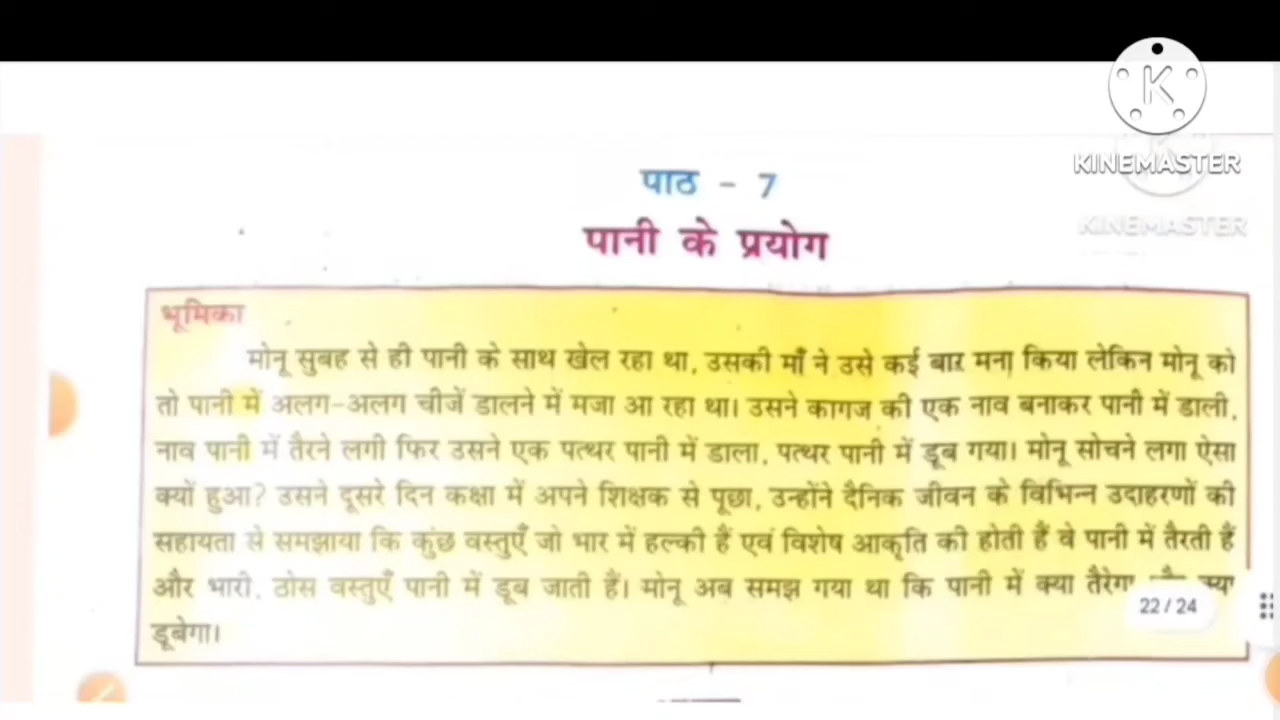 KINEMASTER
KINEMASTER
पाठ - 7
पानी के प्रयोग
भूमिका
मोनू सुबह से ही पानी के साथ खेल रहा था, उसकी माँ ने उसे कई बार मना किया लेकिन मोनू को
तो पानी में अलग-अलग चीजें डालने में मजा आ रहा था। उसने कागज की एक नाव बनाकर पानी में डाली,
नाव पानी में तैरने लगी फिर उसने एक पत्थर पानी में डाला, पत्थर पानी में डूब गया। मोनू सोचने लगा ऐसा
क्यों हुआ? उसने दूसरे दिन कक्षा में अपने शिक्षक से पूछा, उन्होंने दैनिक जीवन के विभिन्न उदाहरणों की
सहायता से समझाया कि कुछ वस्तुएँ जो भार में हल्की हैं एवं विशेष आकृति की होती हैं वे पानी में तैरती हैं
और भारी, ठोस वस्तुएँ पानी में डूब जाती हैं। मोनू अब समझ गया था कि पानी में क्या तैरेगा
डूबेगा।
22 / 24